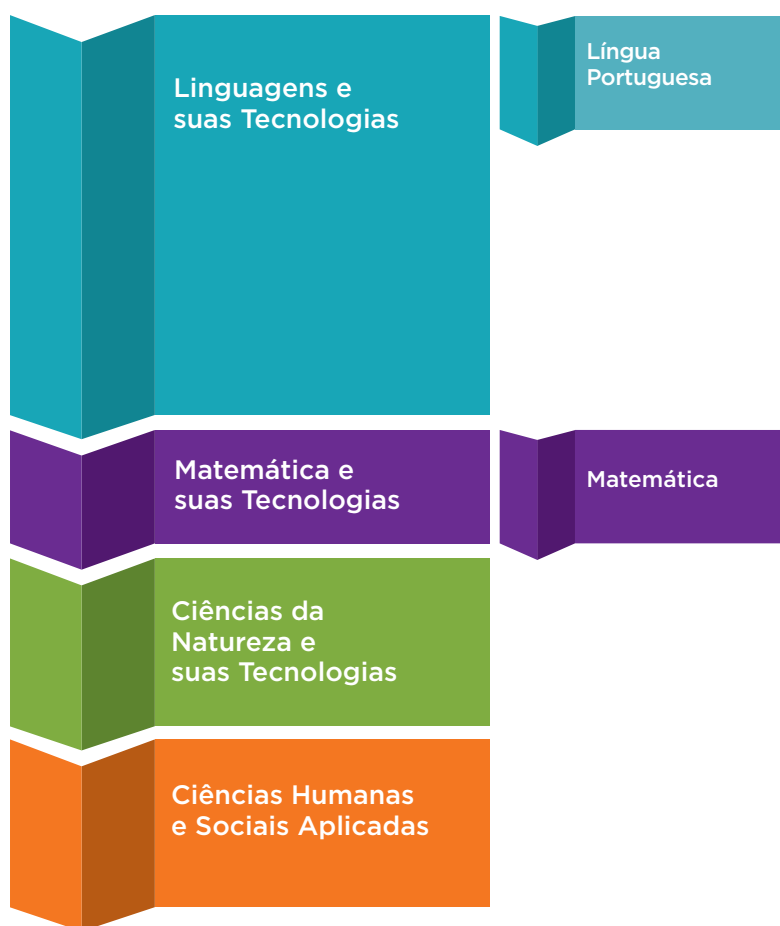 Linguagens e
suas Tecnologias
Língua
Portuguesa
Matemática e
suas Tecnologias
Matemática
Ciências da
Natureza e
suas Tecnologias
Ciências Humanas
e Sociais Aplicadas